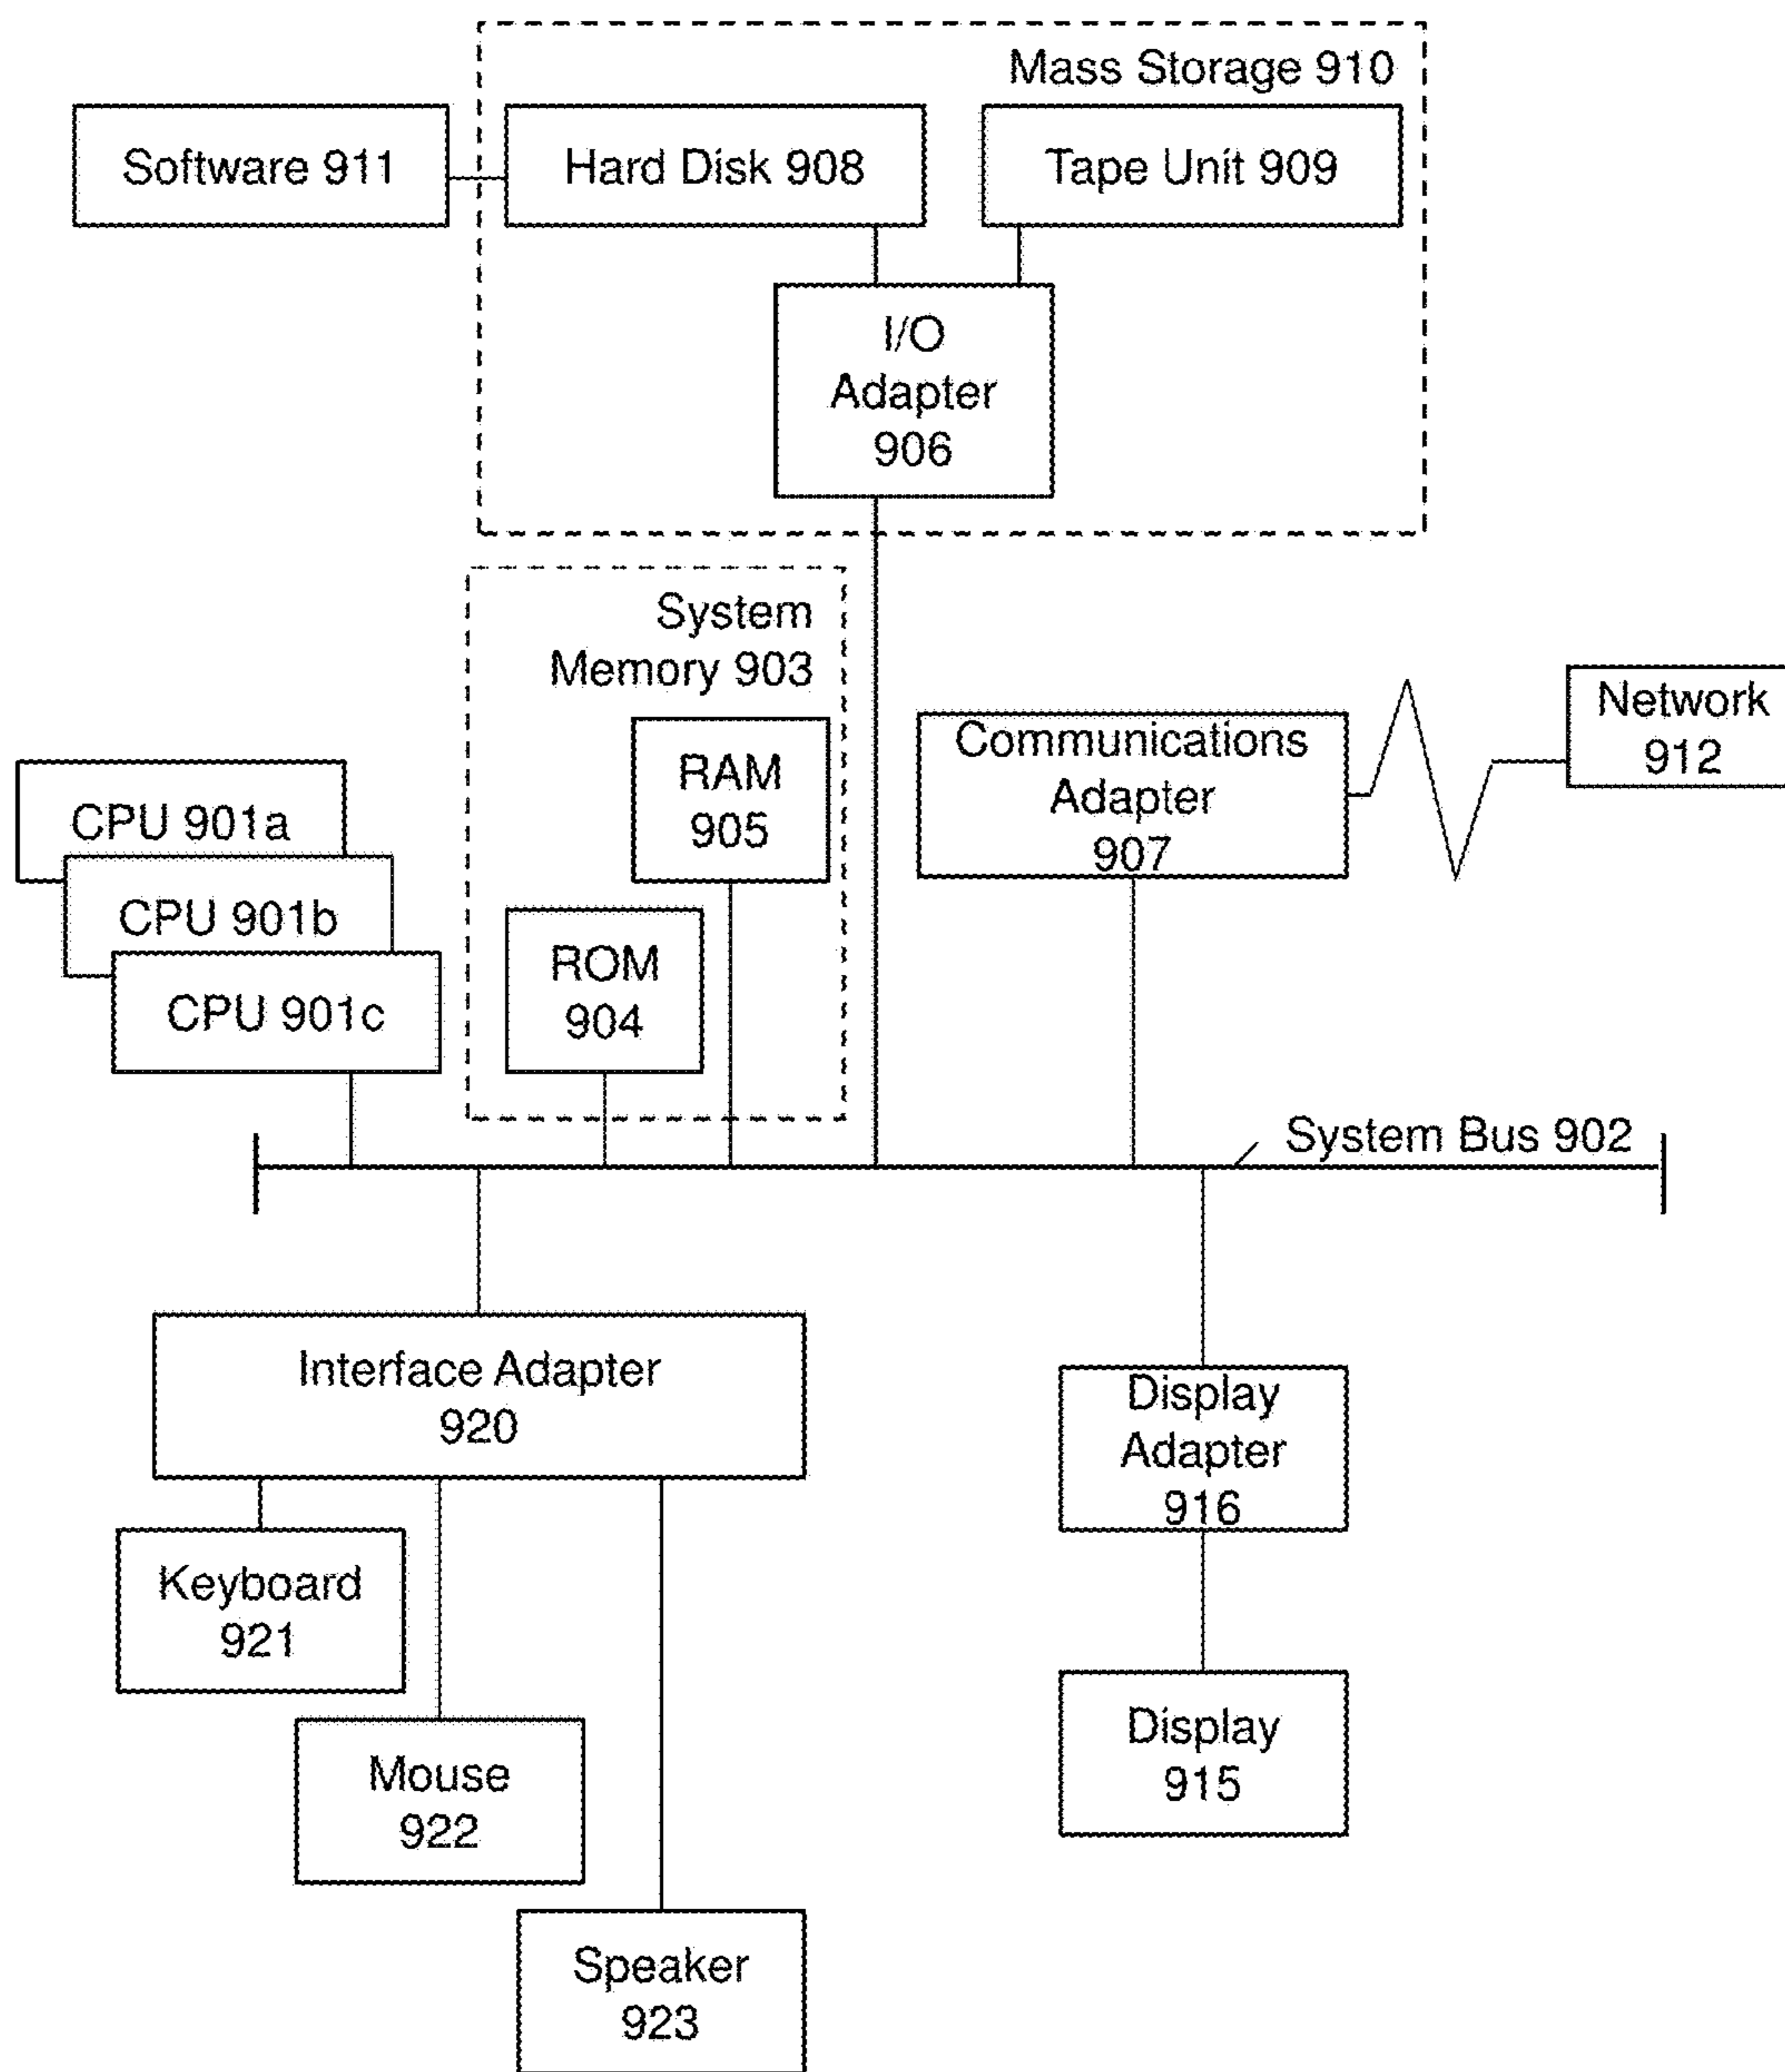 Mass Storage 910
Software 911
Hard Disk 908
Tape Unit 909
I/O
Adapter
906
System
Memory 903
RAM
905
ROM
904
Communications
Adapter
907
Network
912
CPU 901a
CPU 901b
CPU 901c
System Bus 902
Interface Adapter
920
Display
Adapter
916
Keyboard
921
Mouse
922
Speaker
923
Display
915